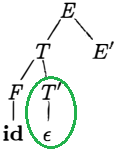 E
T E′
F T′
id ϵ